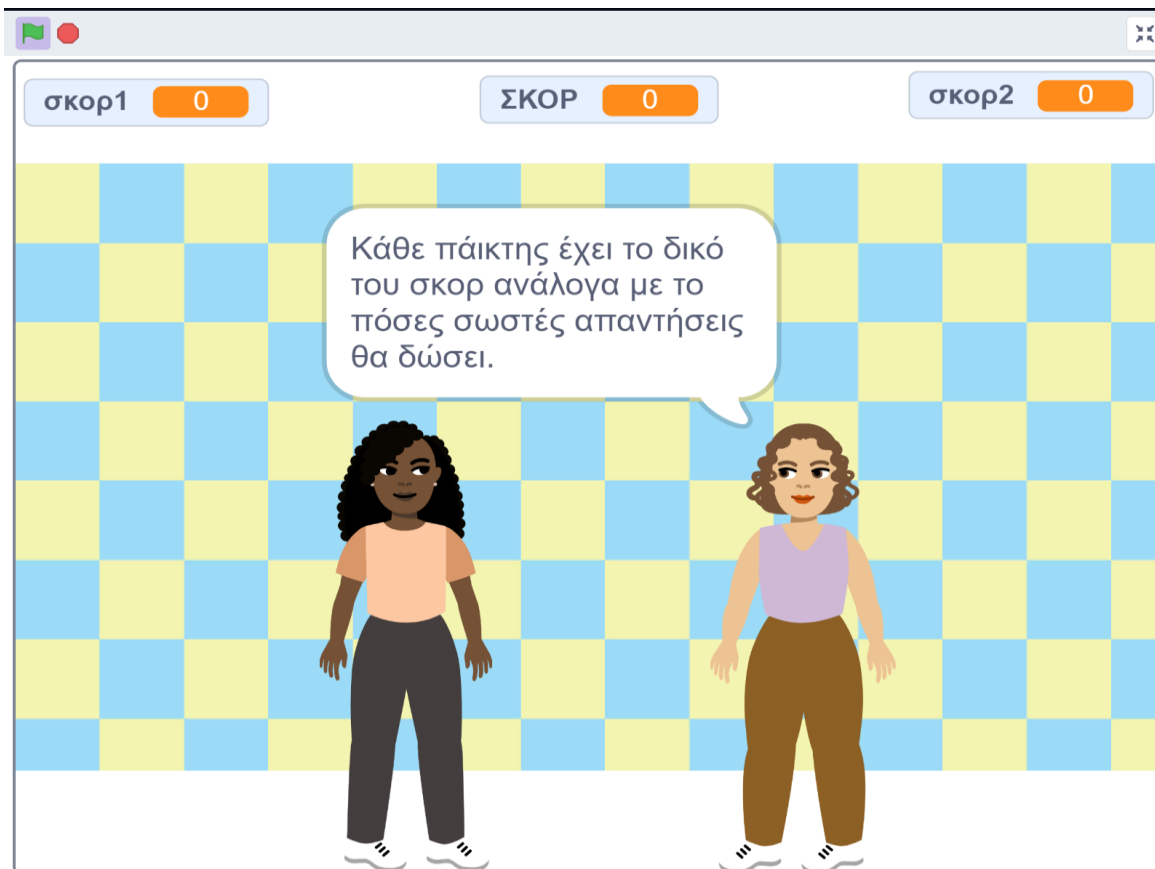 σκορ1 0 ΣΚΟΡ 0 σκορ2 0
Κάθε πάικτης έχει το δικό
του σκορ ανάλογα με το
πόσες σωστές απαντήσεις
θα δώσει.